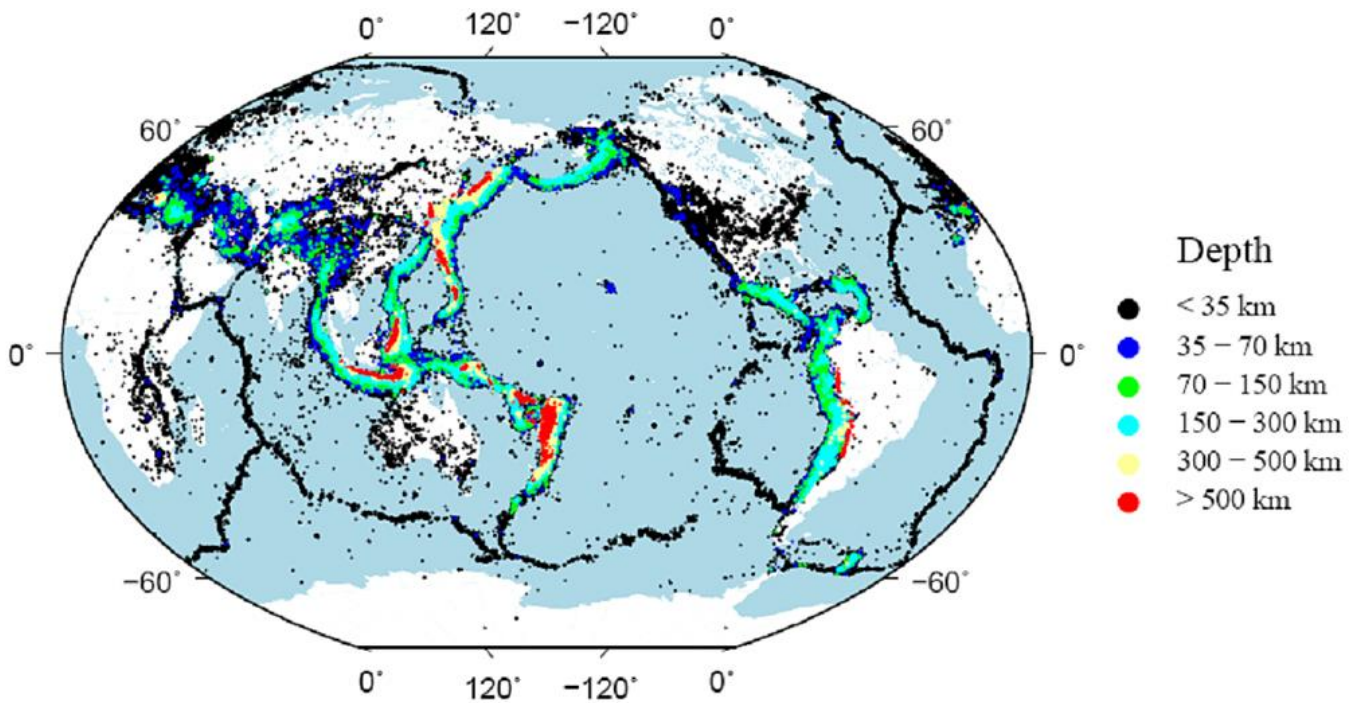 0° 120° −120° 0°
60° 60°
0° 0°
−60° −60°
0° 120° −120° 0°
Depth
< 35 km
35 − 70 km
70 − 150 km
150 − 300 km
300 − 500 km
> 500 km